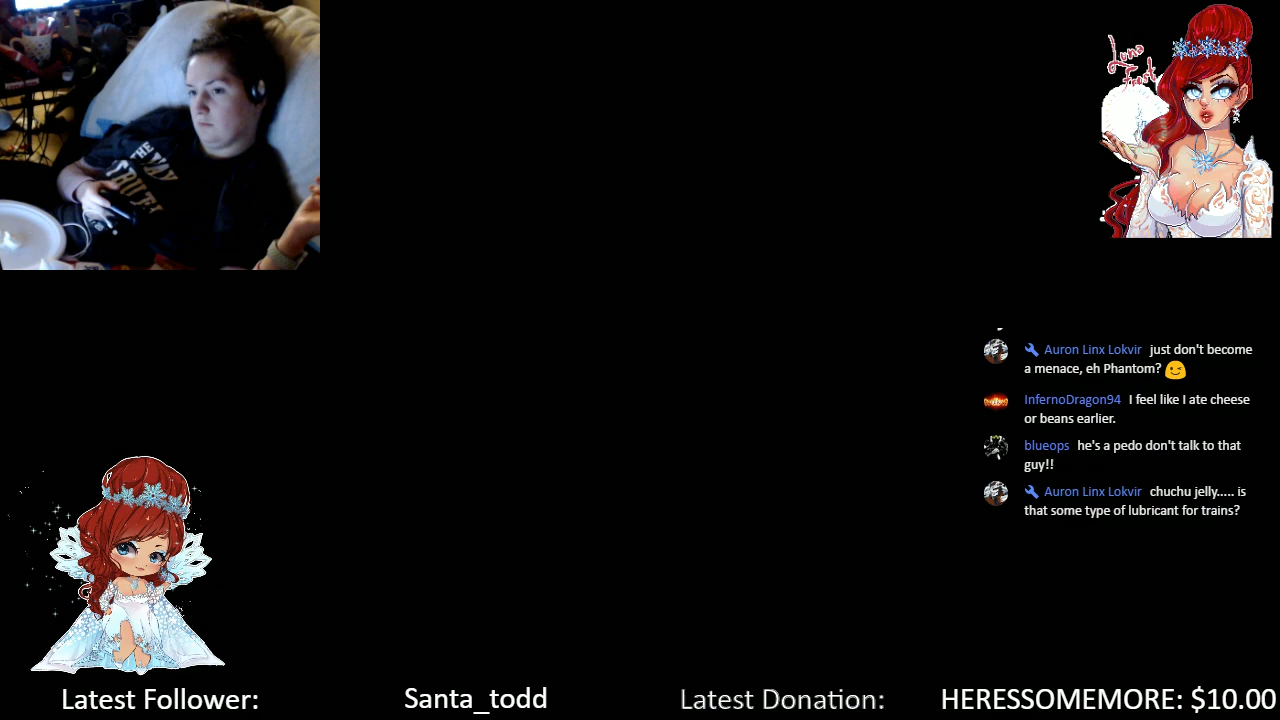 THE
TRUTH
Luna
Frost
Auron Linx Lokvir just don't become
a menace, eh Phantom? 😉
InfernoDragon94 I feel like I ate cheese
or beans earlier.
blueops he's a pedo don't talk to that
guy!!
Auron Linx Lokvir chuchu jelly..... is
that some type of lubricant for trains?
Latest Follower: Santa_todd Latest Donation: HERESSOMEMORE: $10.00